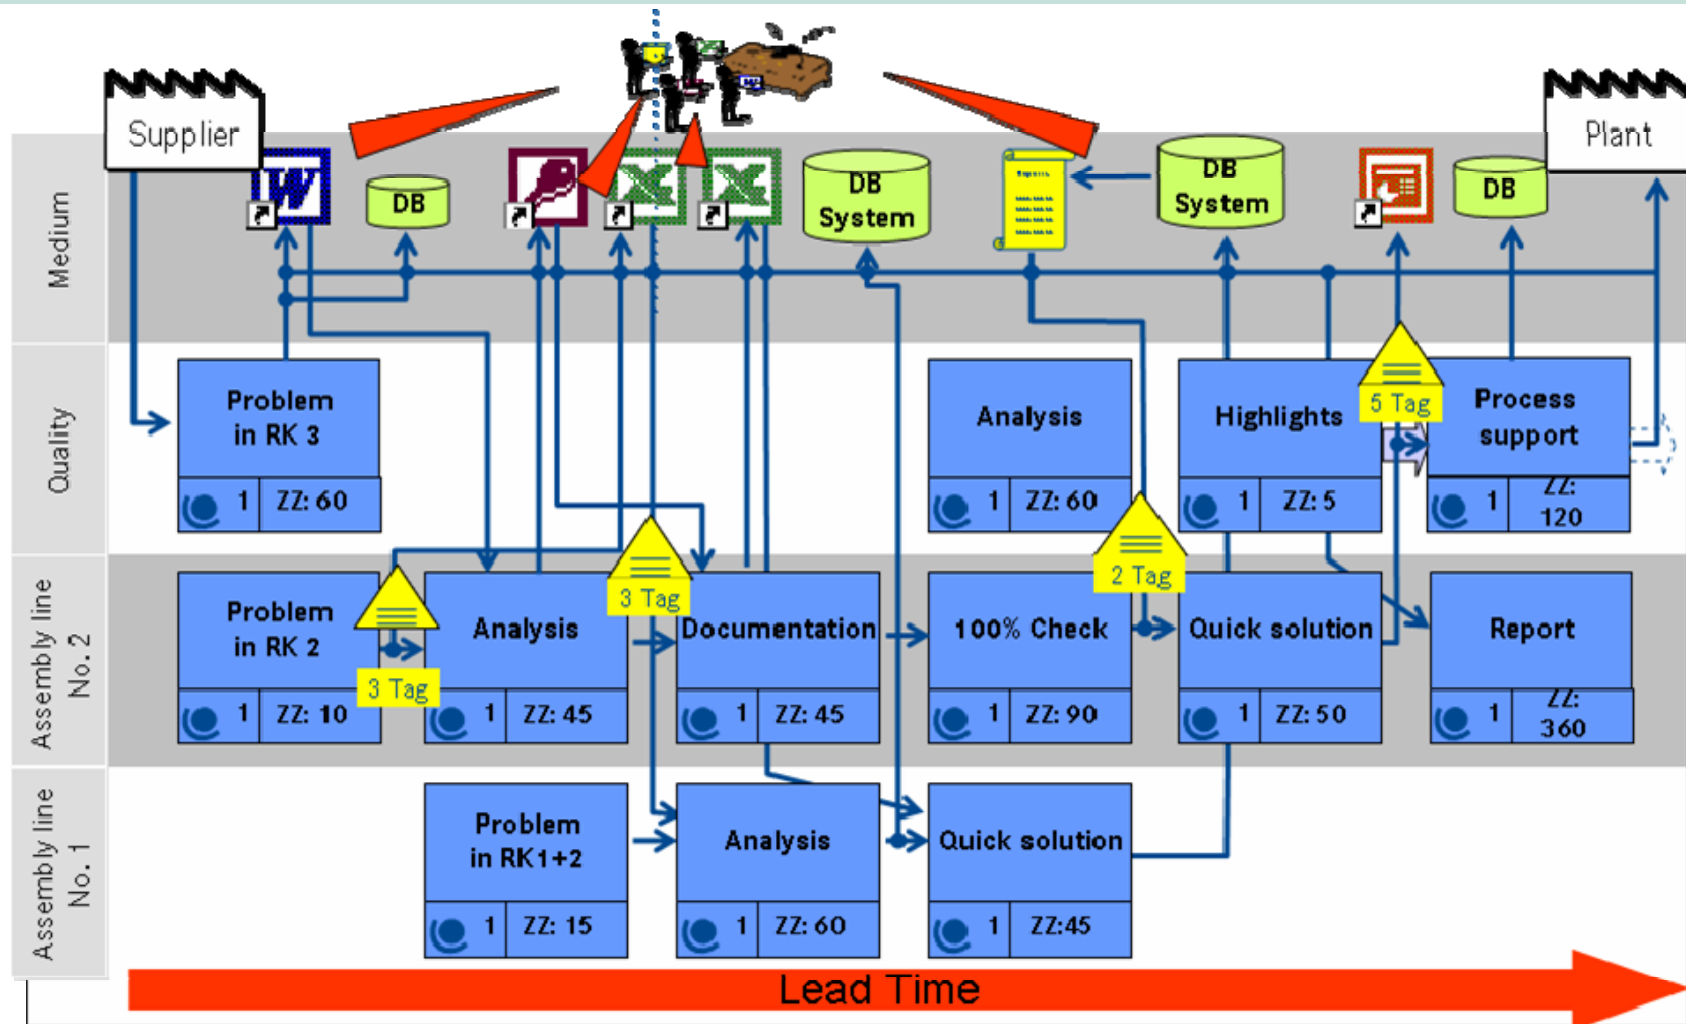 Supplier
Plant
W
DB
DB
System
DB
System
DB
Medium
Quality
Problem
in RK 3
1
ZZ: 60
Analysis
1
ZZ: 60
Highlights
1
ZZ: 5
5 Tag
Process
support
1
ZZ:
120
Assembly line
No. 2
Problem
in RK 2
1
ZZ: 10
3 Tag
Analysis
1
ZZ: 45
3 Tag
Documentation
1
ZZ: 45
100% Check
1
ZZ: 90
2 Tag
Quick solution
1
ZZ: 50
Report
1
ZZ:
360
Assembly line
No. 1
Problem
in RK1+2
1
ZZ: 15
Analysis
1
ZZ: 60
Quick solution
1
ZZ:45
Lead Time